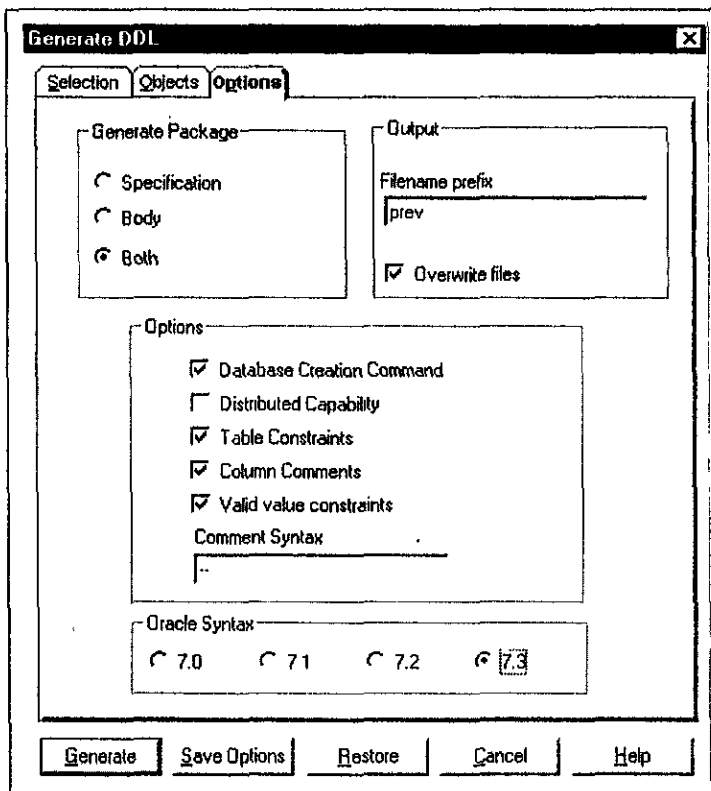 Generate DDL
Selection Objects Options
Generate Package
Specification
Body
Both
Output
Filename prefix
prev
Overwrite files
Options
Database Creation Command
Distributed Capability
Table Constraints
Column Comments
Valid value constraints
Comment Syntax
--
Oracle Syntax
7.0 7.1 7.2 7.3
Generate Save Options Restore Cancel Help